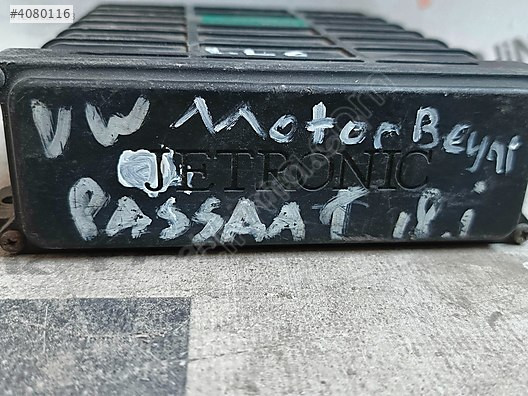 #4080116
VW Motor Beyni
JETRONIC
PASSAAT 1.8 i